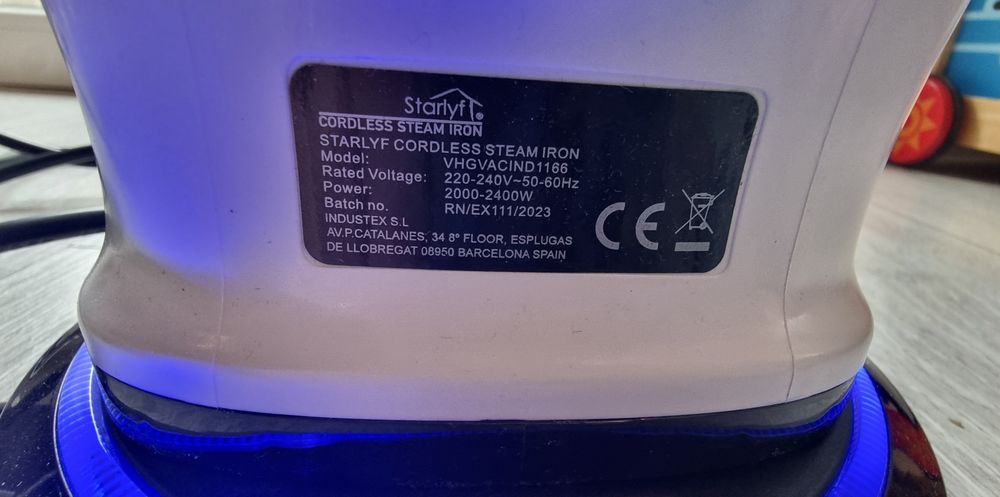 Starlyf®
CORDLESS STEAM IRON
STARLYF CORDLESS STEAM IRON
Model: VHGVACIND1166
Rated Voltage: 220-240V~50-60Hz
Power: 2000-2400W
Batch no. RN/EX111/2023
INDUSTEX S.L
AV.P.CATALANES, 34 8º FLOOR, ESPLUGAS
DE LLOBREGAT 08950 BARCELONA SPAIN
CE